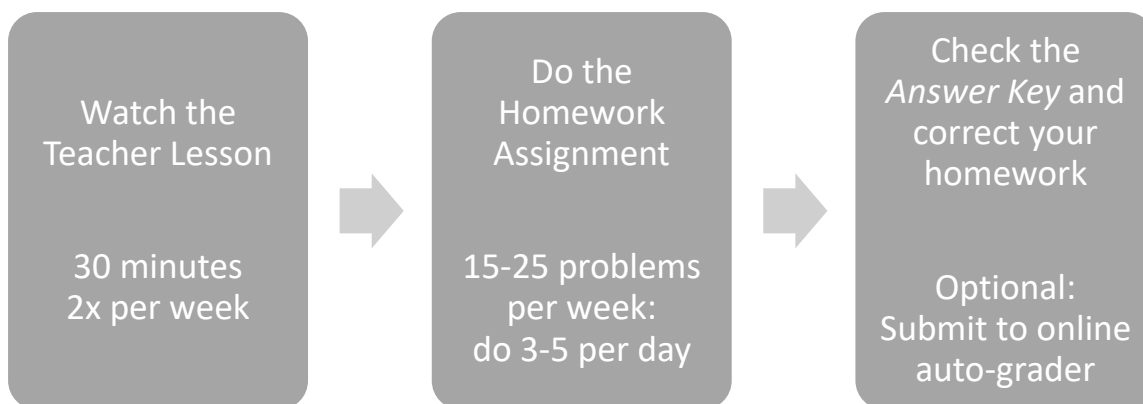 Watch the
Teacher Lesson
30 minutes
2x per week
Do the
Homework
Assignment
15-25 problems
per week:
do 3-5 per day
Check the
Answer Key and
correct your
homework
Optional:
Submit to online
auto-grader